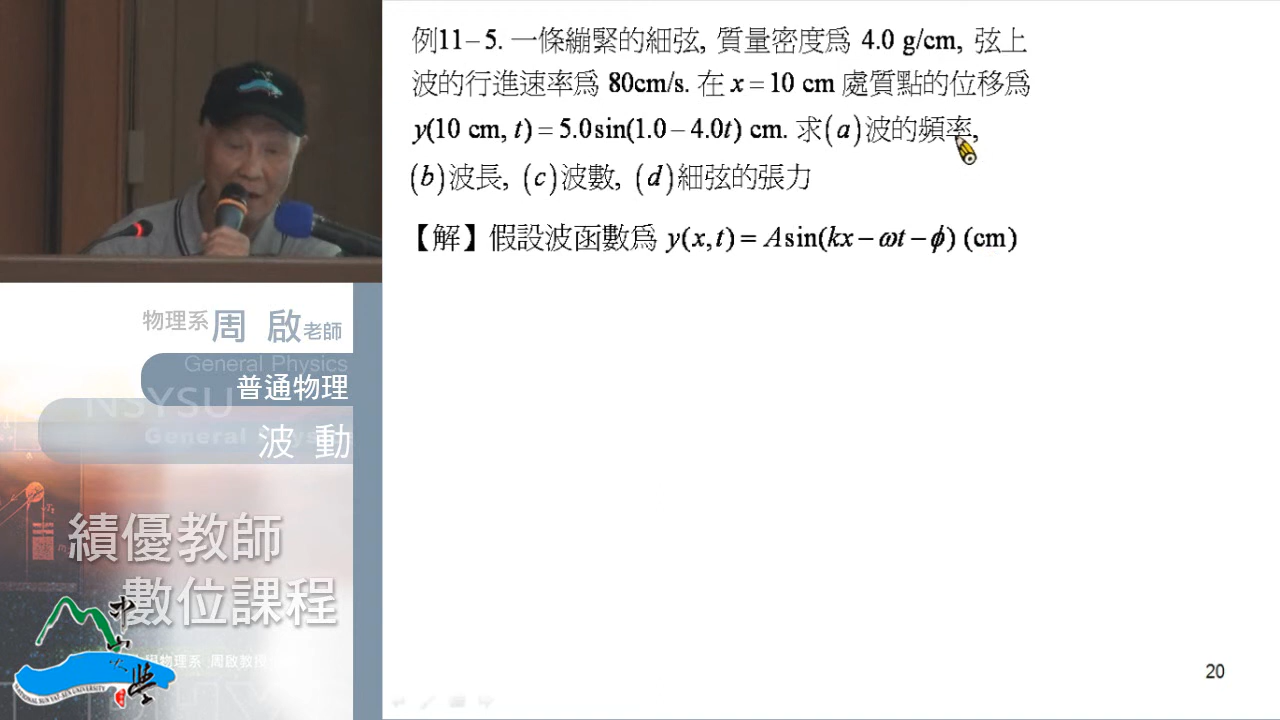 例11-5. 一條繃緊的細弦, 質量密度爲 4.0 g/cm, 弦上
波的行進速率爲 80cm/s. 在 x = 10 cm 處質點的位移爲
y(10 cm, t) = 5.0sin(1.0 − 4.0t) cm. 求(a)波的頻率,
(b)波長, (c)波數, (d)細弦的張力
【解】假設波函數爲 y(x,t) = Asin(kx − ωt − ϕ) (cm)
物理系周 啟老師
General Physics
普通物理
NSYSU
波 動
績優教師
數位課程
NATIONAL SUN YAT-SEN UNIVERSITY
20